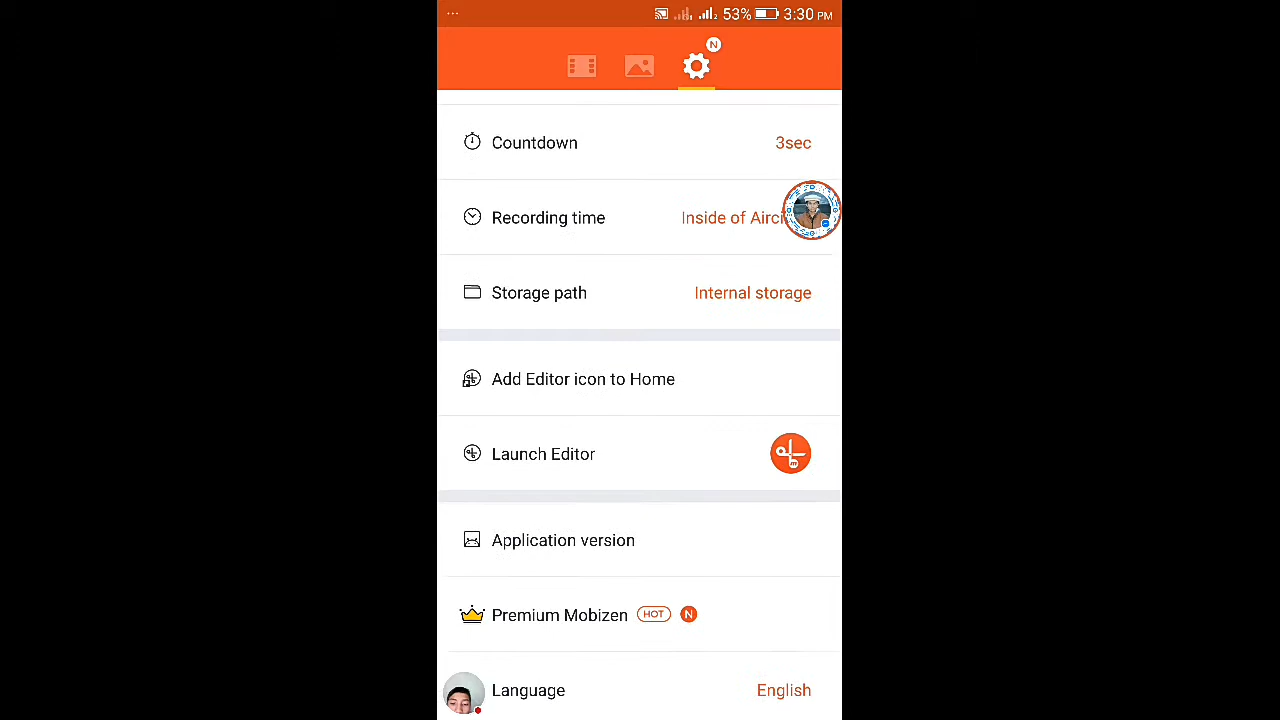 ... 53% 3:30 PM
N
Countdown 3sec
Recording time Inside of
Storage path Internal storage
Add Editor icon to Home
Launch Editor
Application version
Premium Mobizen HOT N
Language English